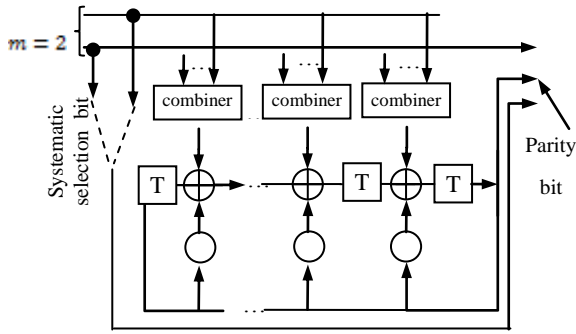 m = 2
Systematic
selection bit
combiner
combiner
combiner
Parity
bit
T
T
T